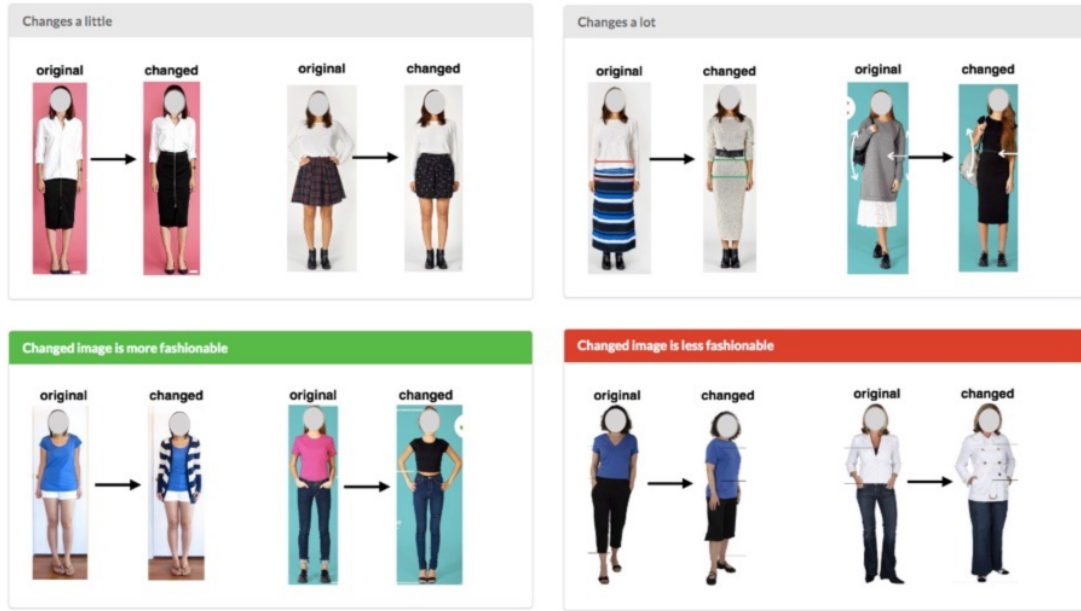 Changes a little
original changed original changed
Changes a lot
original changed original changed
Changed image is more fashionable
original changed original changed
Changed image is less fashionable
original changed original changed